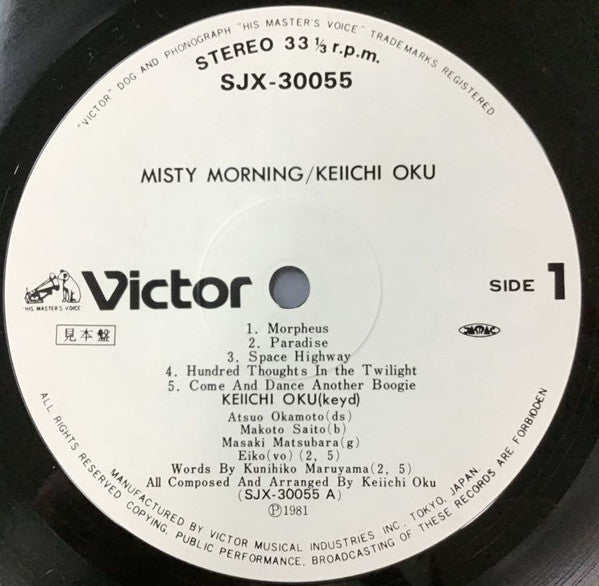 "VICTOR" DOG AND PHONOGRAPH "HIS MASTER'S VOICE" TRADEMARKS REGISTERED
STEREO 33 ⅓ r.p.m.
SJX-30055
MISTY MORNING/KEIICHI OKU
"HIS MASTER'S VOICE"
Victor
SIDE 1
見本盤
JASRAC
1. Morpheus
2. Paradise
3. Space Highway
4. Hundred Thoughts In the Twilight
5. Come And Dance Another Boogie
KEIICHI OKU(keyd)
Atsuo Okamoto(ds)
Makoto Saito(b)
Masaki Matsubara(g)
Eiko(vo) (2, 5)
Words By Kunihiko Maruyama(2, 5)
All Composed and Arranged By Keiichi Oku
(SJX-30055 A)
Ⓟ1981
ALL RIGHTS RESERVED COPYING, PUBLIC PERFORMANCE, BROADCASTING OF THESE RECORDS ARE FORBIDDEN
MANUFACTURED BY VICTOR MUSICAL INDUSTRIES INC, TOKYO, JAPAN.